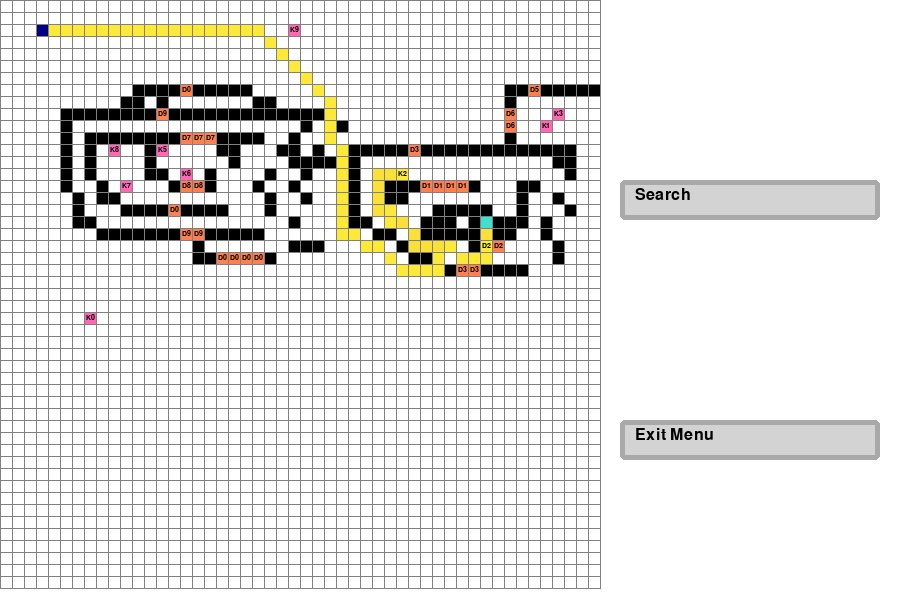 K9
D0 D5
D9 D6 K3
D6 K1
D7 D7 D7
K8 K5 D3
K6 K2
K7 D8 D8 D1 D1 D1 D1
Search
D0
D9 D9
D2 D2
D0 D0 D0 D0
D3 D3
K0
Exit Menu